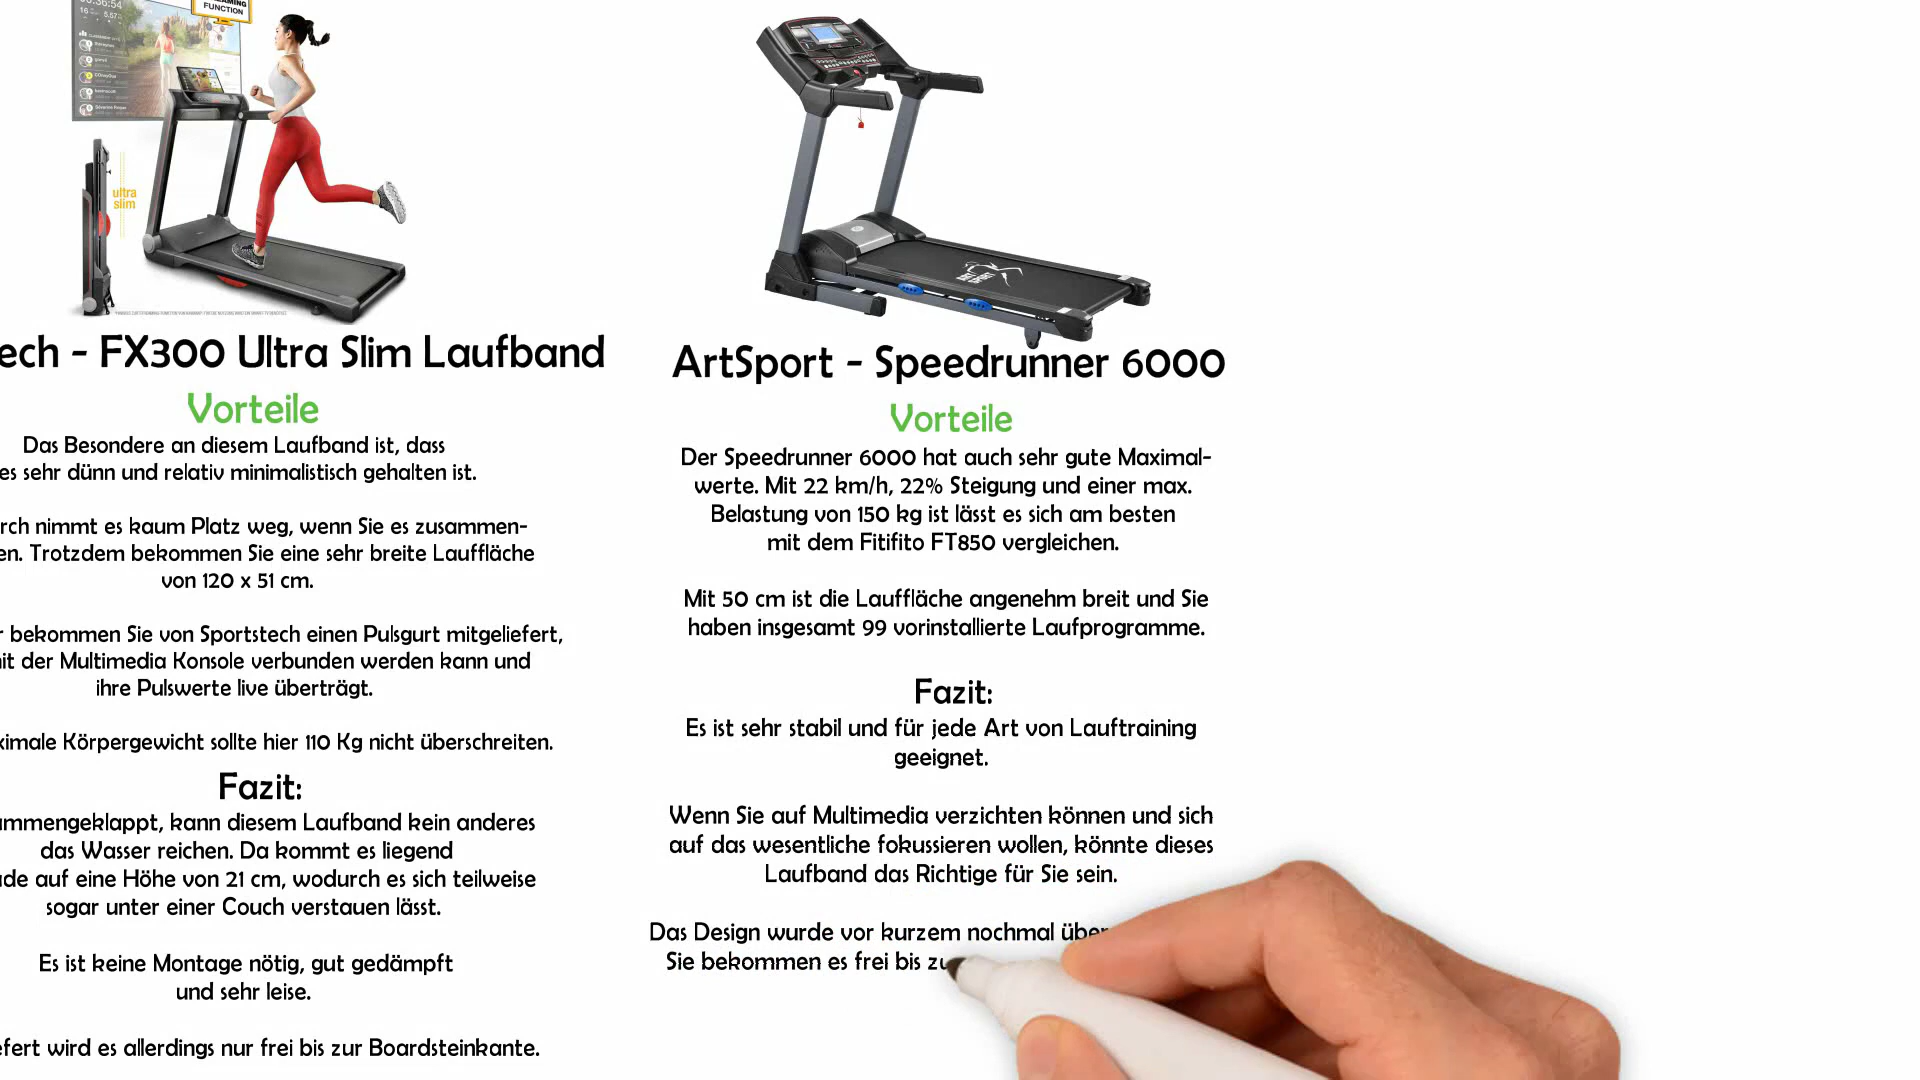 FUNCTION
ultra
slim
ech - FX300 Ultra Slim Laufband
Vorteile
Das Besondere an diesem Laufband ist, dass
es sehr dünn und relativ minimalistisch gehalten ist.
rch nimmt es kaum Platz weg, wenn Sie es zusammen-
en. Trotzdem bekommen Sie eine sehr breite Lauffläche
von 120 x 51 cm.
r bekommen Sie von Sportstech einen Pulsgurt mitgeliefert,
it der Multimedia Konsole verbunden werden kann und
ihre Pulswerte live überträgt.
ximale Körpergewicht sollte hier 110 Kg nicht überschreiten.
Fazit:
ammengeklappt, kann diesem Laufband kein anderes
das Wasser reichen. Da kommt es liegend
ade auf eine Höhe von 21 cm, wodurch es sich teilweise
sogar unter einer Couch verstauen lässt.
Es ist keine Montage nötig, gut gedämpft
und sehr leise.
efert wird es allerdings nur frei bis zur Boardsteinkante.
ART
SPORT
ArtSport - Speedrunner 6000
Vorteile
Der Speedrunner 6000 hat auch sehr gute Maximal-
werte. Mit 22 km/h, 22% Steigung und einer max.
Belastung von 150 kg ist lässt es sich am besten
mit dem Fitifito FT850 vergleichen.
Mit 50 cm ist die Lauffläche angenehm breit und Sie
haben insgesamt 99 vorinstallierte Laufprogramme.
Fazit:
Es ist sehr stabil und für jede Art von Lauftraining
geeignet.
Wenn Sie auf Multimedia verzichten können und sich
auf das wesentliche fokussieren wollen, könnte dieses
Laufband das Richtige für Sie sein.
Das Design wurde vor kurzem nochmal über
Sie bekommen es frei bis zu